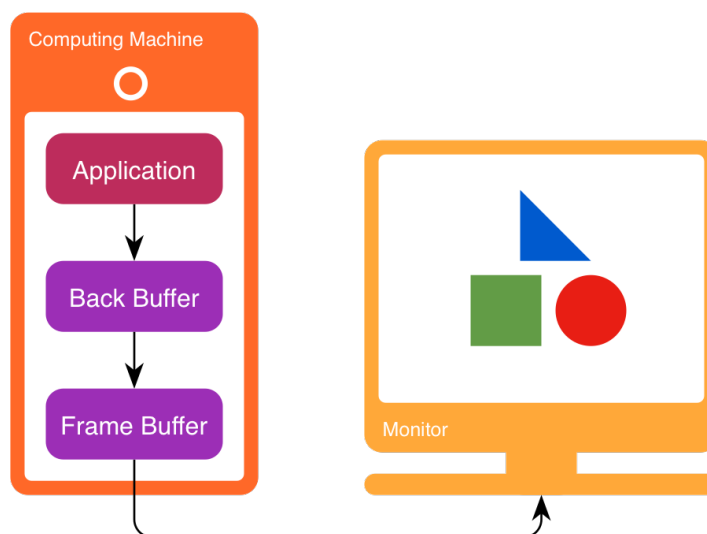 Computing Machine
Application
Back Buffer
Frame Buffer
Monitor